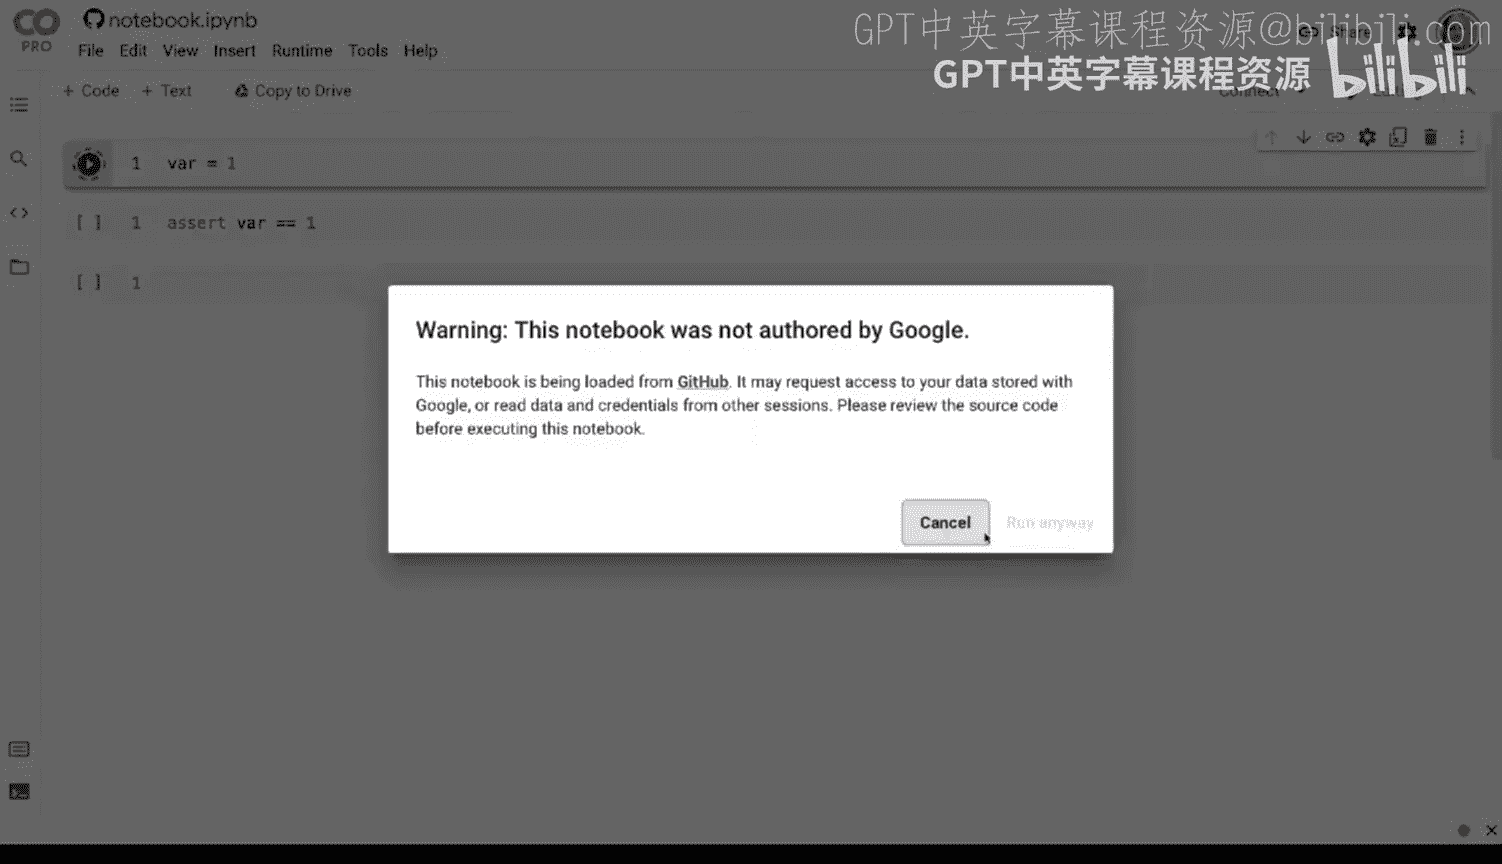 CO
PRO
notebook.ipynb
File Edit View Insert Runtime Tools Help
GPT中英字幕课程资源@bilibili.com
GPT中英字幕课程资源 bilibili
Share
+ Code + Text Copy to Drive
Connect
1 var = 1
[ ] 1 assert var == 1
[ ] 1
Warning: This notebook was not authored by Google.
This notebook is being loaded from GitHub. It may request access to your data stored with
Google, or read data and credentials from other sessions. Please review the source code
before executing this notebook.
Cancel Run anyway